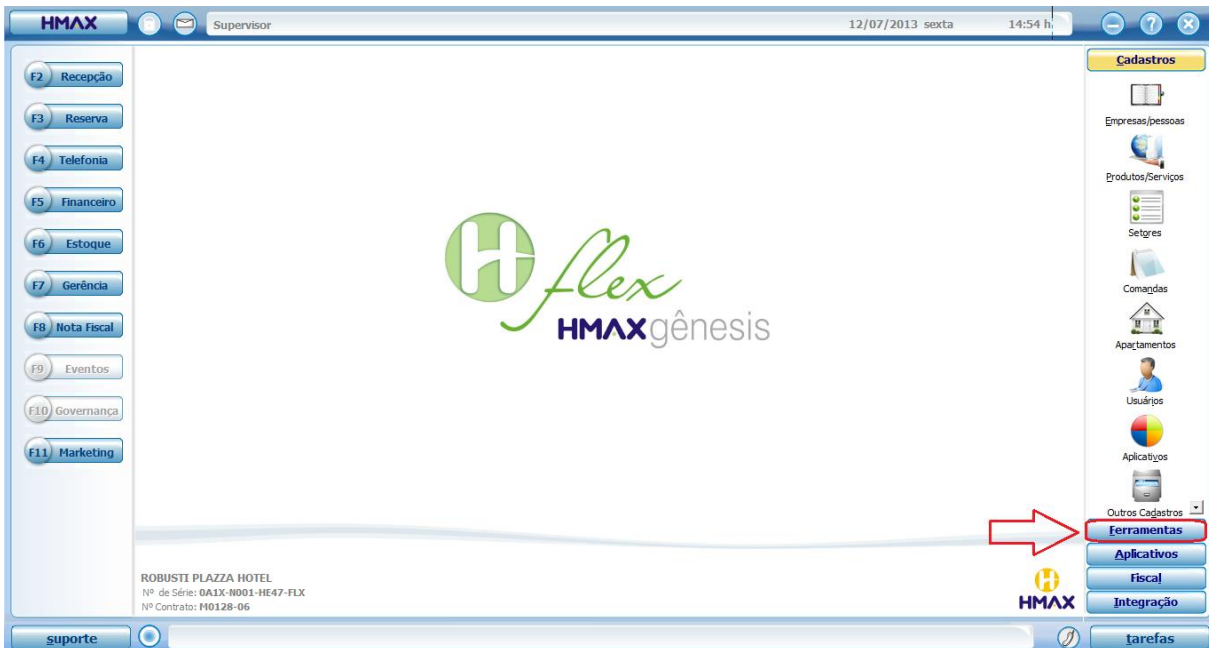 HMAX
Supervisor
12/07/2013 sexta
14:54 h
F2 Recepção
F3 Reserva
F4 Telefonia
F5 Financeiro
F6 Estoque
F7 Gerência
F8 Nota Fiscal
F9 Eventos
F10 Governança
F11 Marketing
H flex
HMAX gênesis
Cadastros
Empresas/pessoas
Produtos/Serviços
Setores
Comandas
Apartamentos
Usuários
Aplicativos
Outros Cadastros
Ferramentas
Aplicativos
Fiscal
Integração
ROBUSTI PLAZZA HOTEL
Nº de Série: 0A1X-N001-HE47-FLX
Nº Contrato: M0128-06
H
HMAX
suporte
tarefas